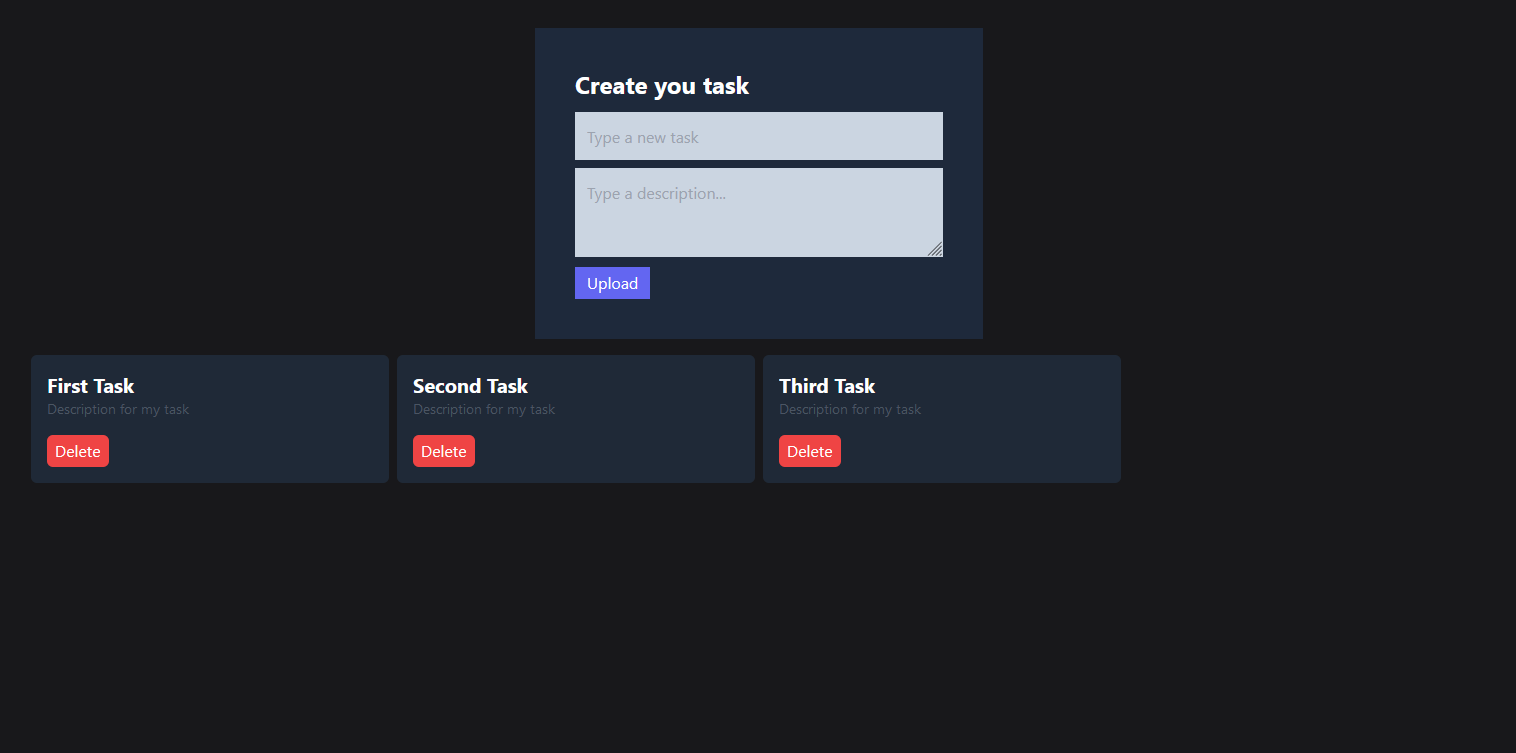 Create you task
Type a new task
Type a description...
Upload
First Task
Description for my task
Delete
Second Task
Description for my task
Delete
Third Task
Description for my task
Delete